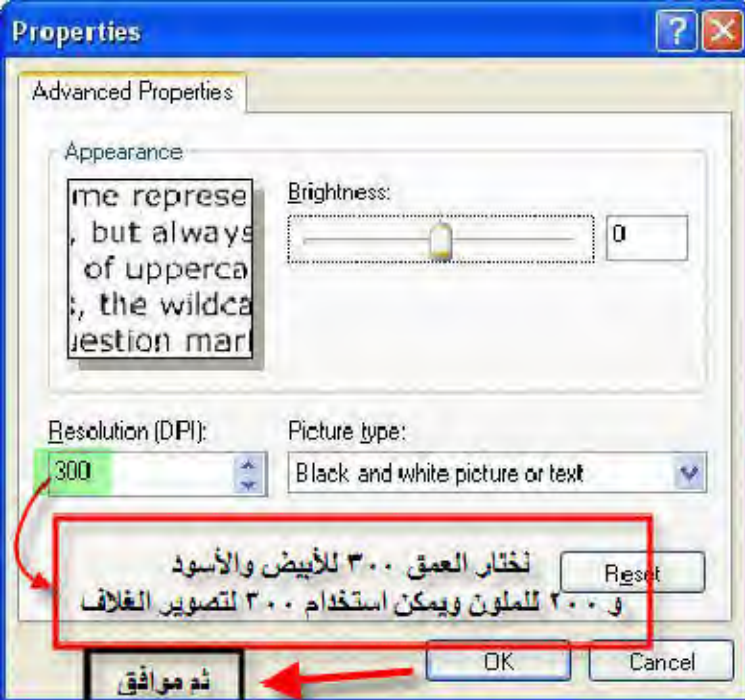 Properties
Advanced Properties
Appearance
me represe
, but always
of upperca
, the wildca
estion mar
Brightness:
0
Resolution (DPI):
300
Picture type:
Black and white picture or text
نختار العمق ٣٠٠ للأبيض والأسود
و ٢٠٠ للملون ويمكن استخدام ٣٠٠ لتصوير الغلاف
Reset
ثم موافق
OK
Cancel